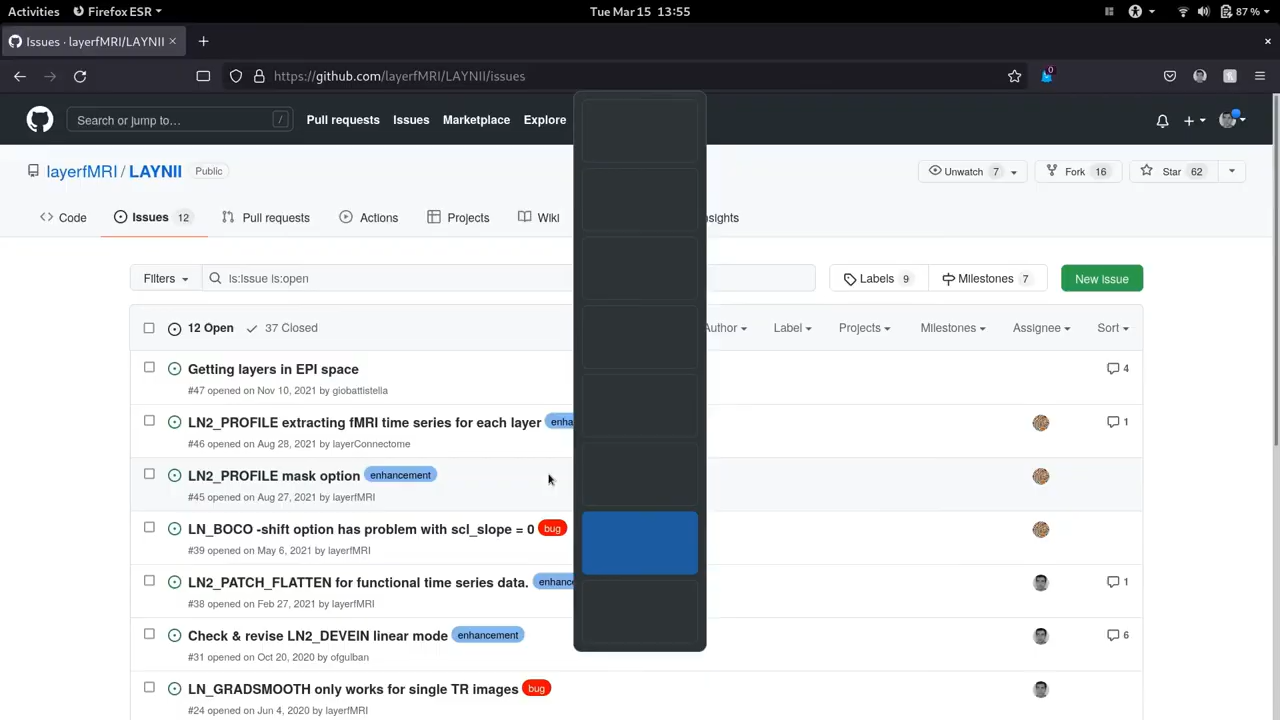 Activities Firefox ESR Tue Mar 15 13:55 87 %
Issues · layerfMRI/LAYNII
https://github.com/layerfMRI/LAYNII/issues 0
Search or jump to… / Pull requests Issues Marketplace Explore
layerfMRI / LAYNII Public Unwatch 7 Fork 16 Star 62
Code Issues 12 Pull requests Actions Projects Wiki
Filters is:issue is:open Labels 9 Milestones 7 New issue
12 Open 37 Closed Label Projects Milestones Assignee Sort
Getting layers in EPI space 4
#47 opened on Nov 10, 2021 by giobattistella
LN2_PROFILE extracting fMRI time series for each layer 1
#46 opened on Aug 28, 2021 by layerConnectome
LN2_PROFILE mask option enhancement
#45 opened on Aug 27, 2021 by layerfMRI
LN_BOCO -shift option has problem with scl_slope = 0 bug
#39 opened on May 6, 2021 by layerfMRI
LN2_PATCH_FLATTEN for functional time series data. 1
#38 opened on Feb 27, 2021 by layerfMRI
Check & revise LN2_DEVEIN linear mode enhancement 6
#31 opened on Oct 20, 2020 by ofgulban
LN_GRADSMOOTH only works for single TR images bug
#24 opened on Jun 4, 2020 by layerfMRI